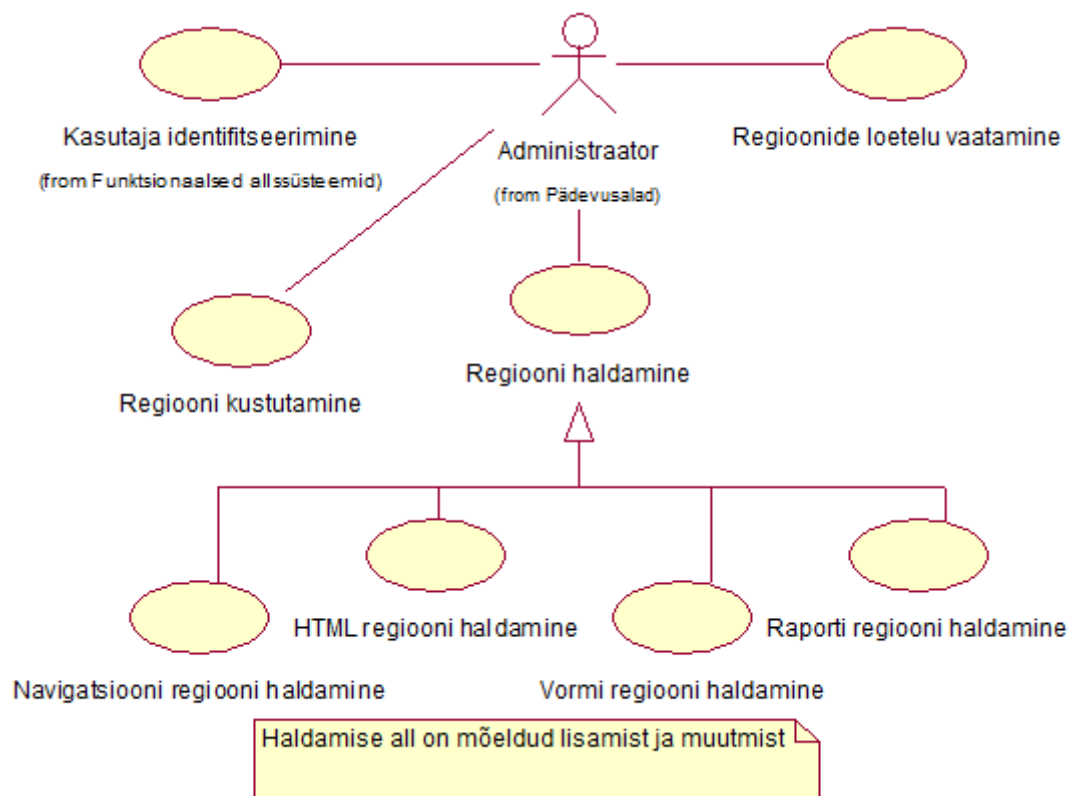 Kasutaja identifitseerimine
(from Funktsionaalsed allssüsteemid)
Administraator
(from Pädevusalad)
Regioonide loetelu vaatamine
Regiooni kustutamine
Regiooni haldamine
HTML regiooni haldamine
Raporti regiooni haldamine
Navigatsiooni regiooni haldamine
Vormi regiooni haldamine
Haldamise all on mõeldud lisamist ja muutmist